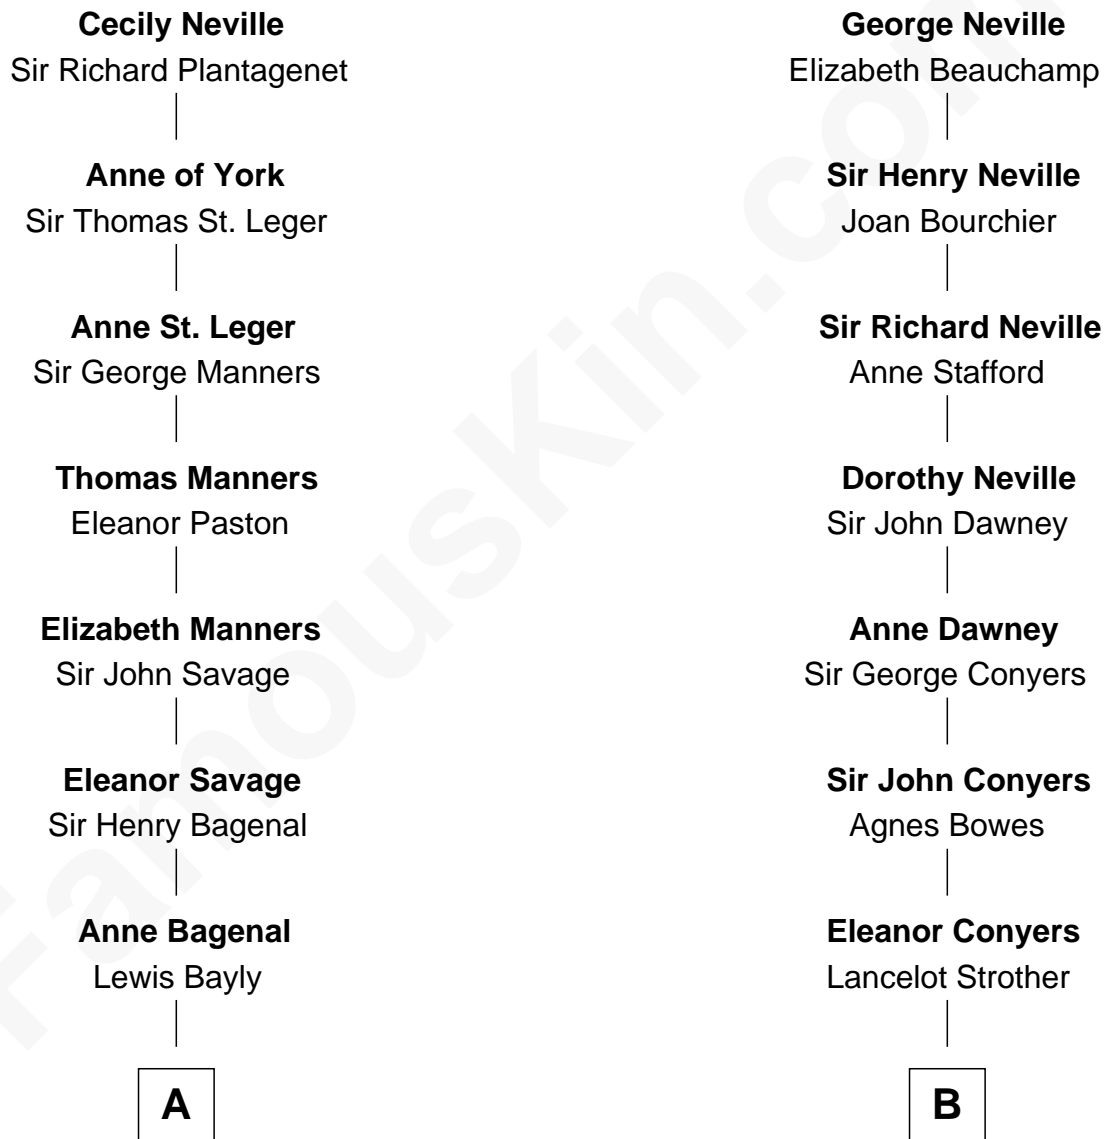 Cecily Neville
Sir Richard Plantagenet
Anne of York
Sir Thomas St. Leger
Anne St. Leger
Sir George Manners
Thomas Manners
Eleanor Paston
Elizabeth Manners
Sir John Savage
Eleanor Savage
Sir Henry Bagenal
Anne Bagenal
Lewis Bayly
A
George Neville
Elizabeth Beauchamp
Sir Henry Neville
Joan Bourchier
Sir Richard Neville
Anne Stafford
Dorothy Neville
Sir John Dawney
Anne Dawney
Sir George Conyers
Sir John Conyers
Agnes Bowes
Eleanor Conyers
Lancelot Strother
B
FamousKin.com